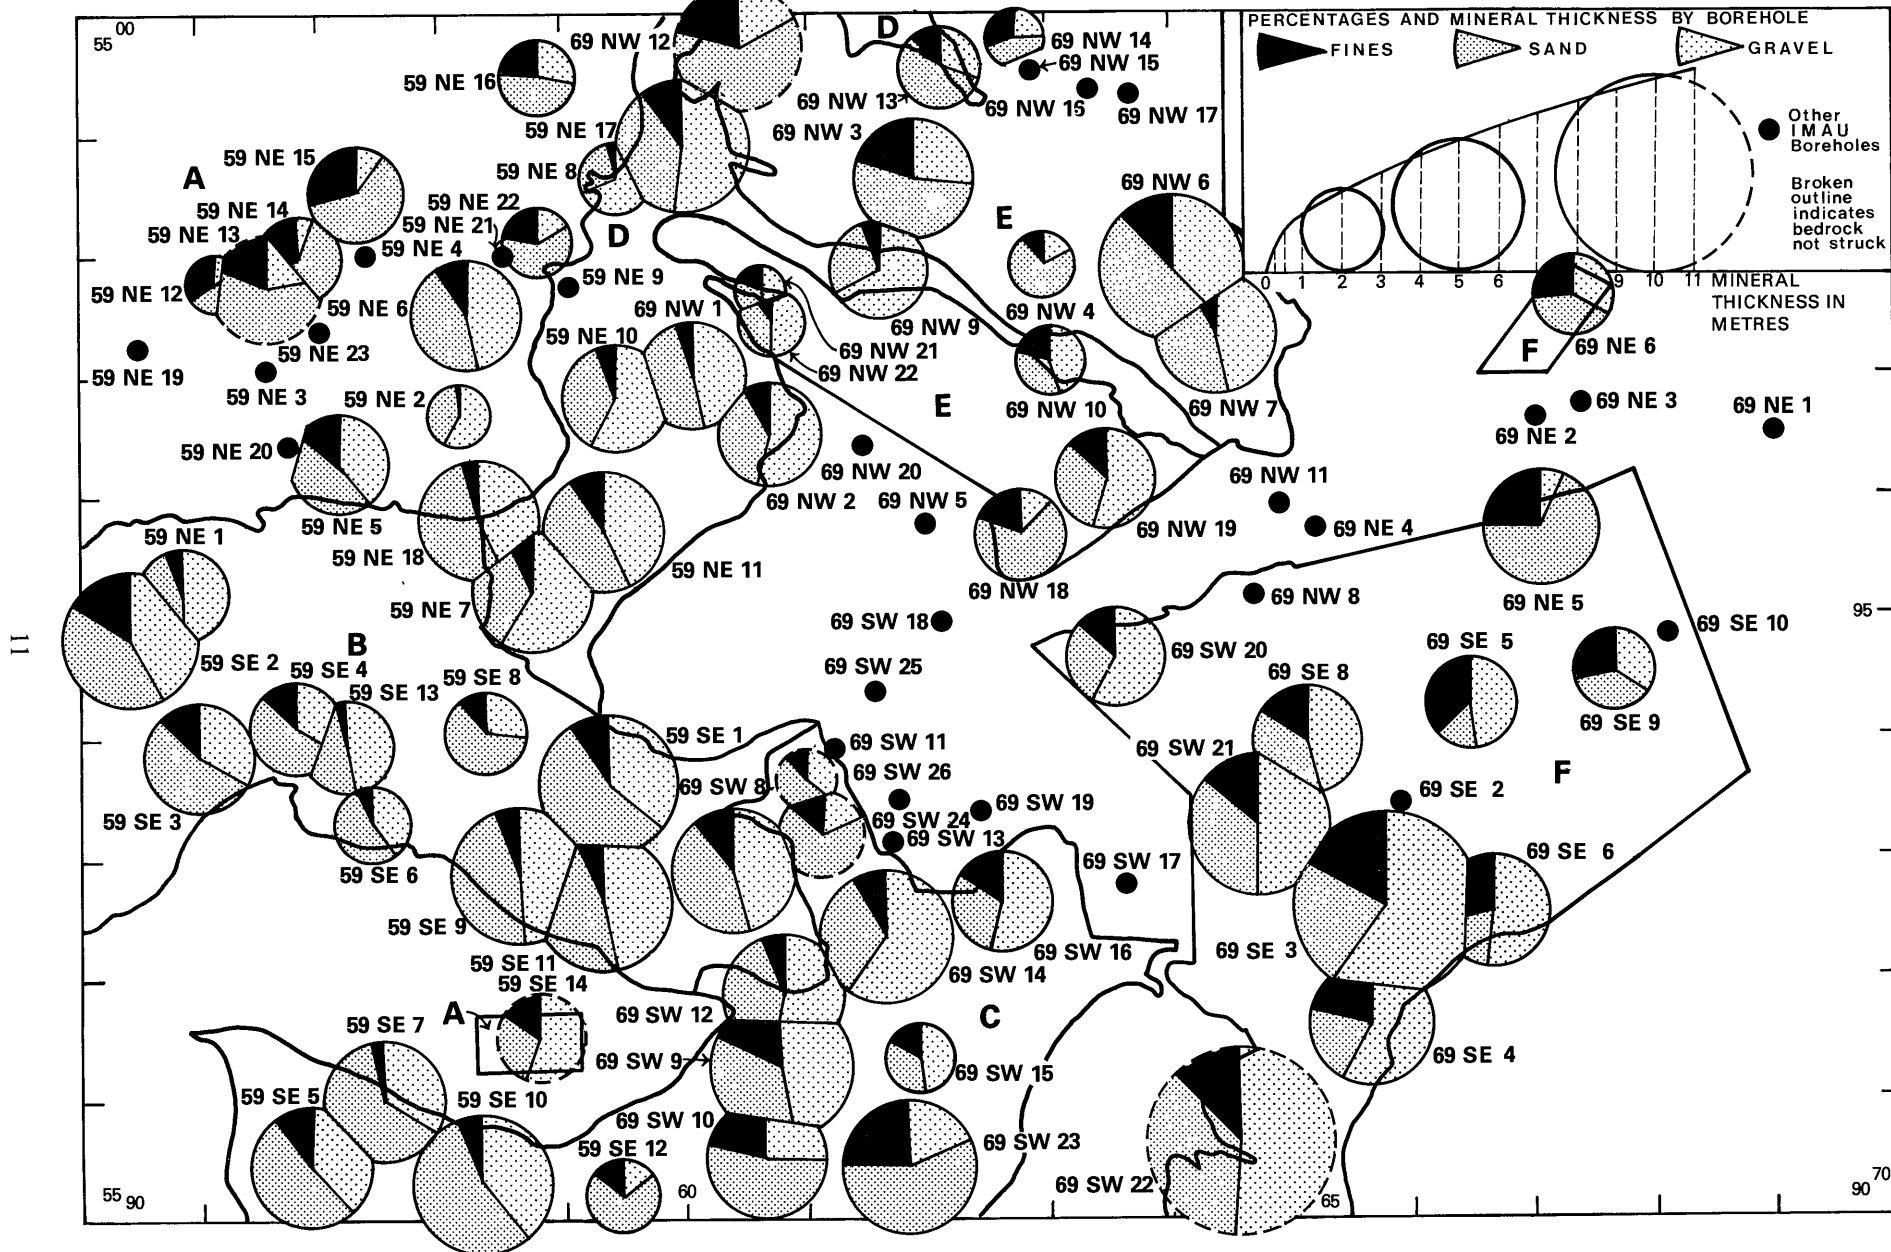 55 00
PERCENTAGES AND MINERAL THICKNESS BY BOREHOLE
FINES
SAND
GRAVEL
Other
IMAU
Boreholes
Broken
outline
indicates
bedrock
not struck
0 1 2 3 4 5 6 9 10 11
MINERAL
THICKNESS IN
METRES
69 NW 12
D
69 NW 14
69 NW 15
59 NE 16
69 NW 13
69 NW 16
69 NW 17
59 NE 17
69 NW 3
59 NE 15
A
59 NE 8
69 NW 6
59 NE 14
59 NE 22
59 NE 21
59 NE 13
59 NE 4
D
E
59 NE 12
59 NE 9
59 NE 6
69 NW 1
69 NW 4
69 NW 9
59 NE 10
59 NE 23
69 NW 21
69 NW 22
F
69 NE 6
59 NE 19
59 NE 3
59 NE 2
E
69 NW 10
69 NW 7
69 NE 3
69 NE 1
69 NE 2
59 NE 20
69 NW 20
69 NW 11
59 NE 5
69 NW 2
69 NW 5
69 NW 19
69 NE 4
59 NE 1
59 NE 18
59 NE 11
69 NW 18
59 NE 7
69 NW 8
69 NE 5
95
69 SW 18
69 SE 10
11
B
59 SE 2
59 SE 4
59 SE 13
59 SE 8
69 SW 25
69 SW 20
69 SE 8
69 SE 5
69 SE 9
59 SE 1
69 SW 11
69 SW 21
69 SW 26
69 SW 8
F
69 SE 2
59 SE 3
69 SW 24
69 SW 19
69 SW 13
59 SE 6
69 SW 17
69 SE 6
59 SE 9
69 SW 16
69 SE 3
59 SE 11
69 SW 14
59 SE 14
A
69 SW 12
C
59 SE 7
69 SW 9
69 SW 15
69 SE 4
59 SE 5
59 SE 10
69 SW 10
59 SE 12
69 SW 23
69 SW 22
55 90
60
65
90 70